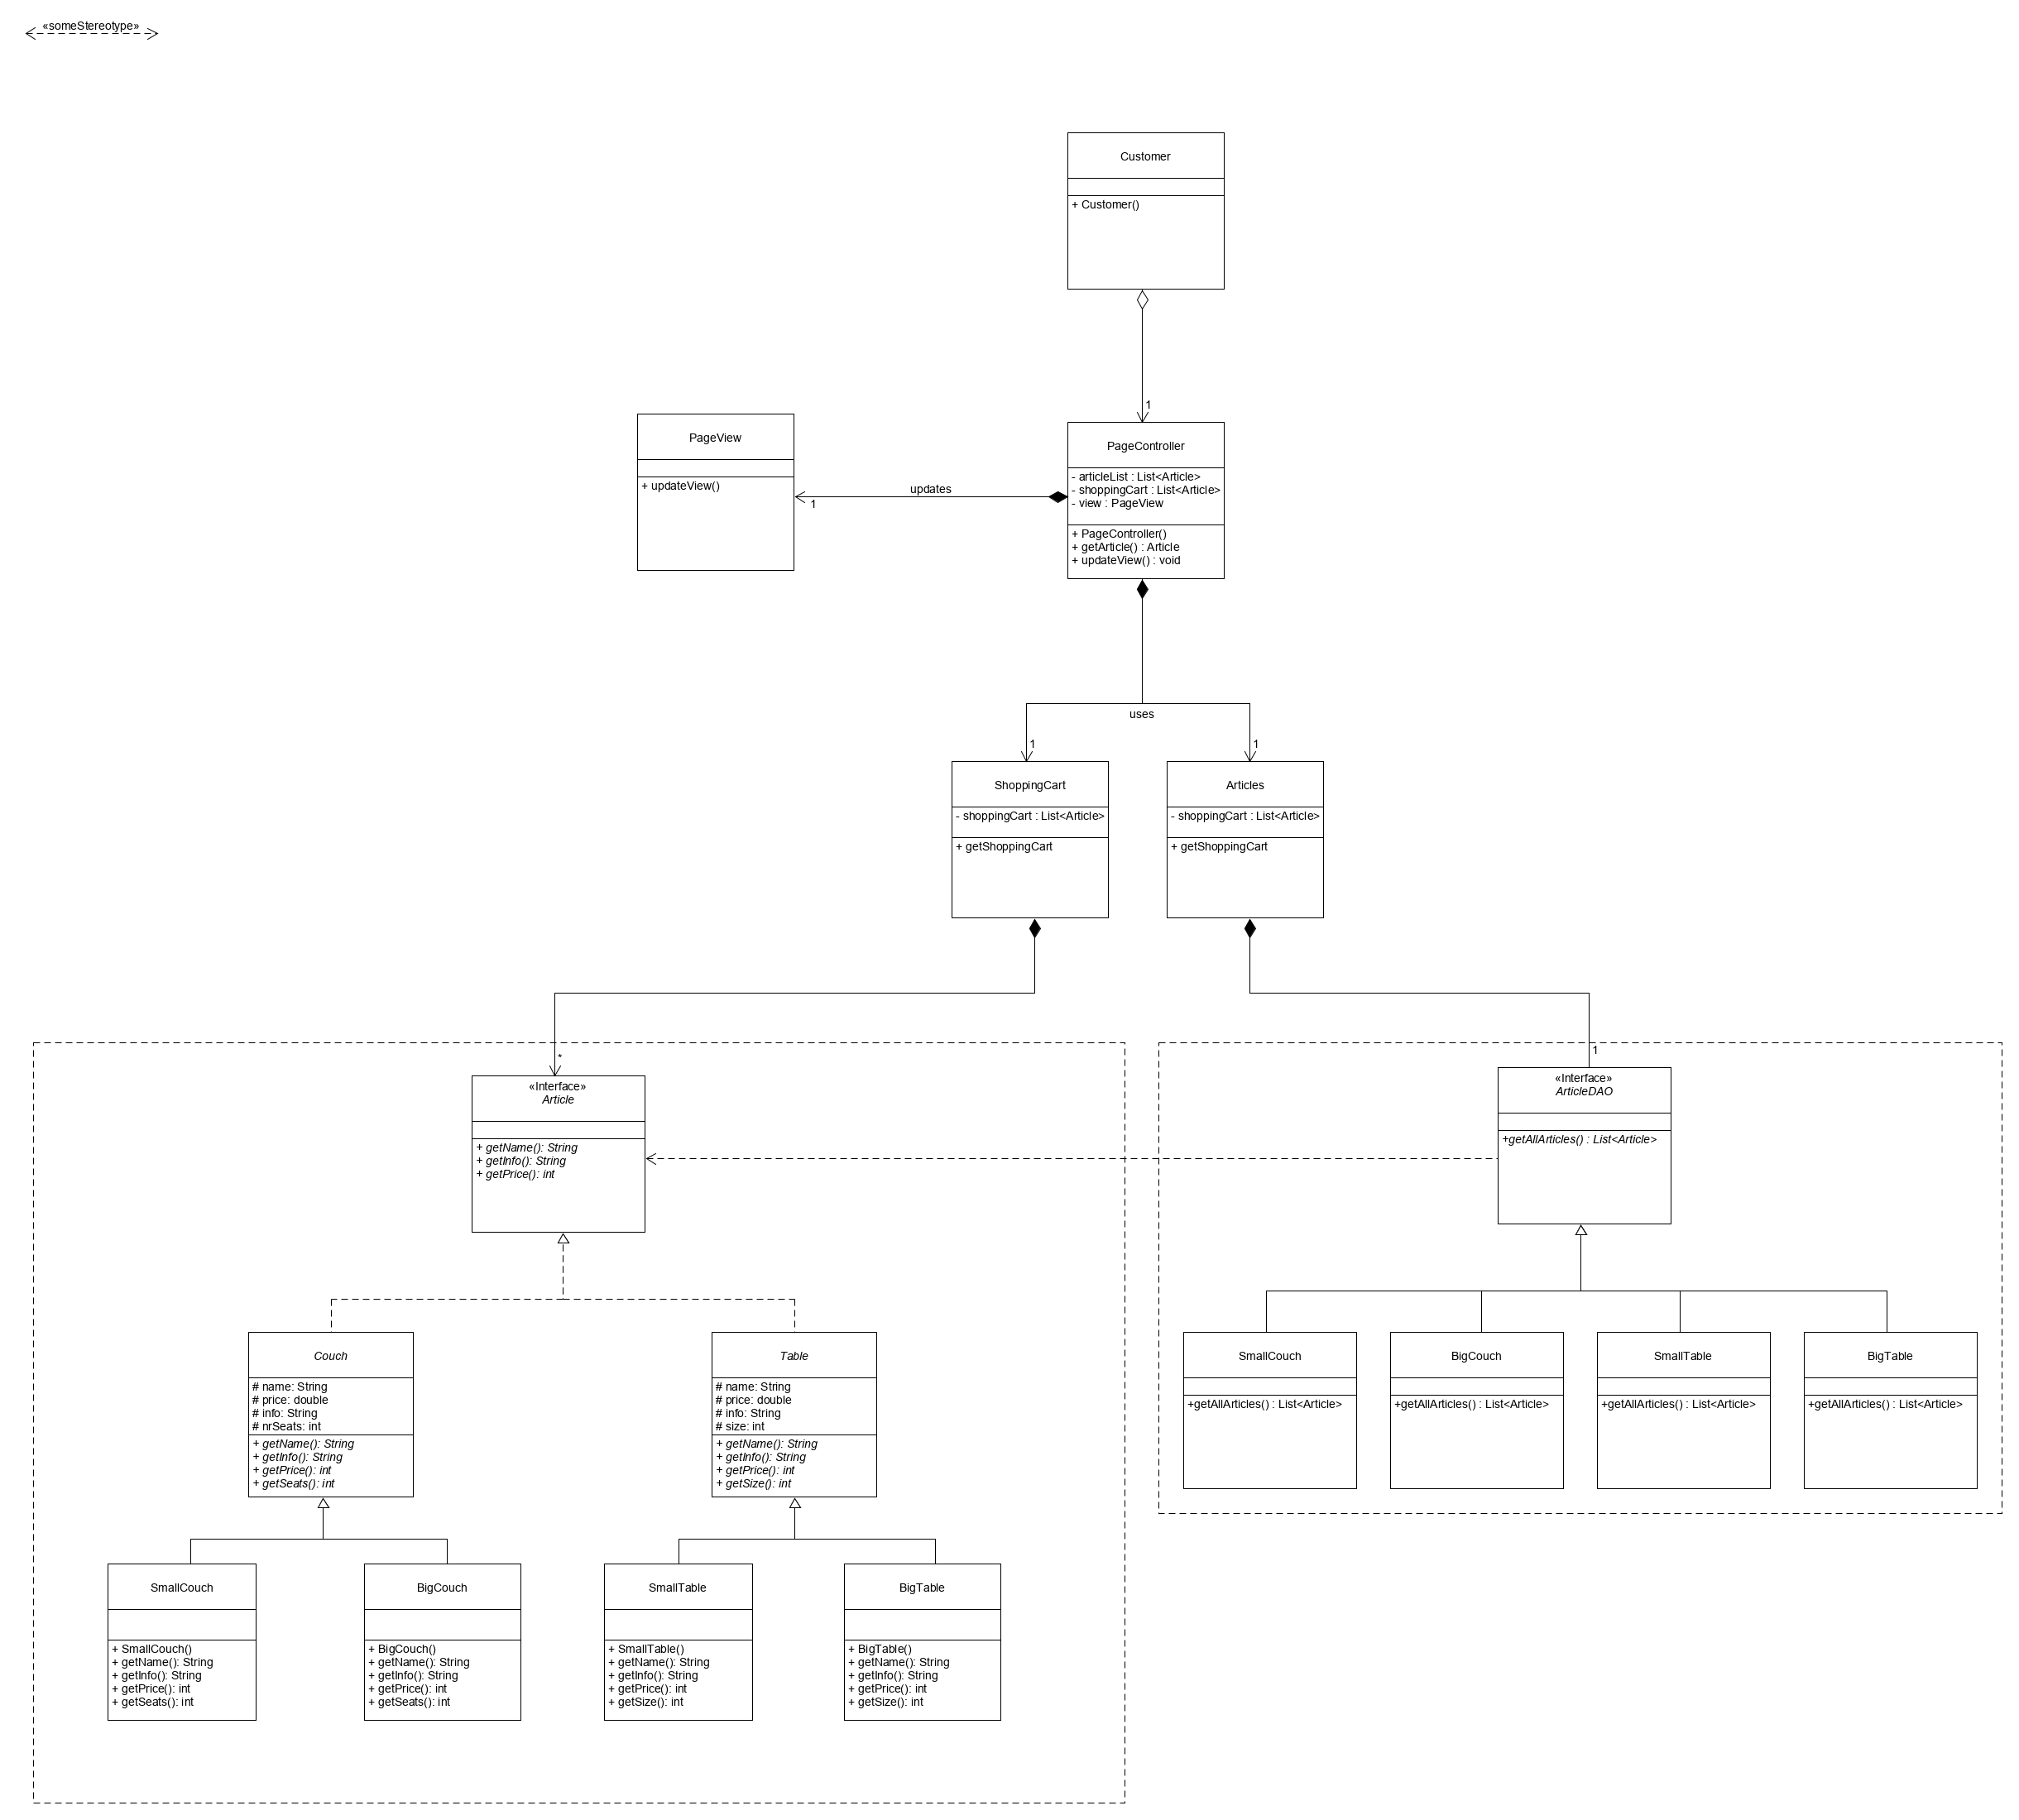 «someStereotype»
Customer
+ Customer()
1
PageView
+ updateView()
updates
1
PageController
- articleList : List<Article>
- shoppingCart : List<Article>
- view : PageView
+ PageController()
+ getArticle() : Article
+ updateView() : void
uses
1
1
ShoppingCart
- shoppingCart : List<Article>
+ getShoppingCart
Articles
- shoppingCart : List<Article>
+ getShoppingCart
*
«Interface»
Article
+ getName(): String
+ getInfo(): String
+ getPrice(): int
1
«Interface»
ArticleDAO
+getAllArticles() : List<Article>
Couch
# name: String
# price: double
# info: String
# nrSeats: int
+ getName(): String
+ getInfo(): String
+ getPrice(): int
+ getSeats(): int
Table
# name: String
# price: double
# info: String
# size: int
+ getName(): String
+ getInfo(): String
+ getPrice(): int
+ getSize(): int
SmallCouch
+getAllArticles() : List<Article>
BigCouch
+getAllArticles() : List<Article>
SmallTable
+getAllArticles() : List<Article>
BigTable
+getAllArticles() : List<Article>
SmallCouch
+ SmallCouch()
+ getName(): String
+ getInfo(): String
+ getPrice(): int
+ getSeats(): int
BigCouch
+ BigCouch()
+ getName(): String
+ getInfo(): String
+ getPrice(): int
+ getSeats(): int
SmallTable
+ SmallTable()
+ getName(): String
+ getInfo(): String
+ getPrice(): int
+ getSize(): int
BigTable
+ BigTable()
+ getName(): String
+ getInfo(): String
+ getPrice(): int
+ getSize(): int